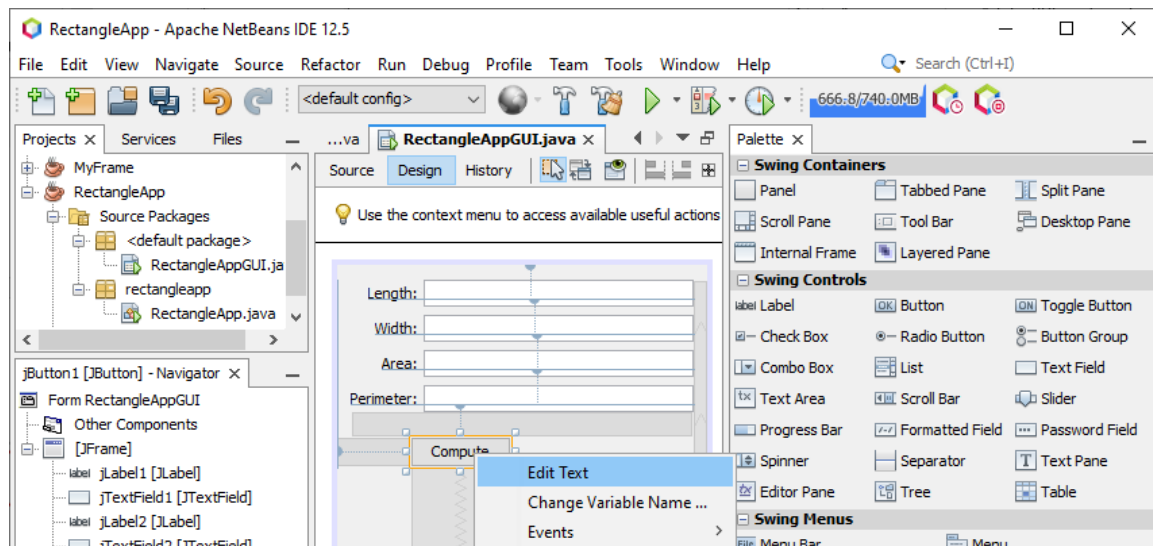 RectangleApp - Apache NetBeans IDE 12.5
File Edit View Navigate Source Refactor Run Debug Profile Team Tools Window Help Search (Ctrl+I)
<default config> 666.8/740.0MB
Projects Services Files
MyFrame
RectangleApp
Source Packages
<default package>
RectangleAppGUI.ja
rectangleapp
RectangleApp.java
jButton1 [JButton] - Navigator
Form RectangleAppGUI
Other Components
[JFrame]
label jLabel1 [JLabel]
jTextField1 [JTextField]
label jLabel2 [JLabel]
jTextField2 [JTextField]
...va RectangleAppGUI.java
Source Design History
Use the context menu to access available useful actions
Length:
Width:
Area:
Perimeter:
Compute
Edit Text
Change Variable Name ...
Events
Palette
Swing Containers
Panel Tabbed Pane Split Pane
Scroll Pane Tool Bar Desktop Pane
Internal Frame Layered Pane
Swing Controls
label Label OK Button ON Toggle Button
Check Box Radio Button Button Group
Combo Box List Text Field
tx Text Area Scroll Bar Slider
Progress Bar Formatted Field Password Field
Spinner Separator T Text Pane
Editor Pane Tree Table
Swing Menus
File Menu Bar Menu